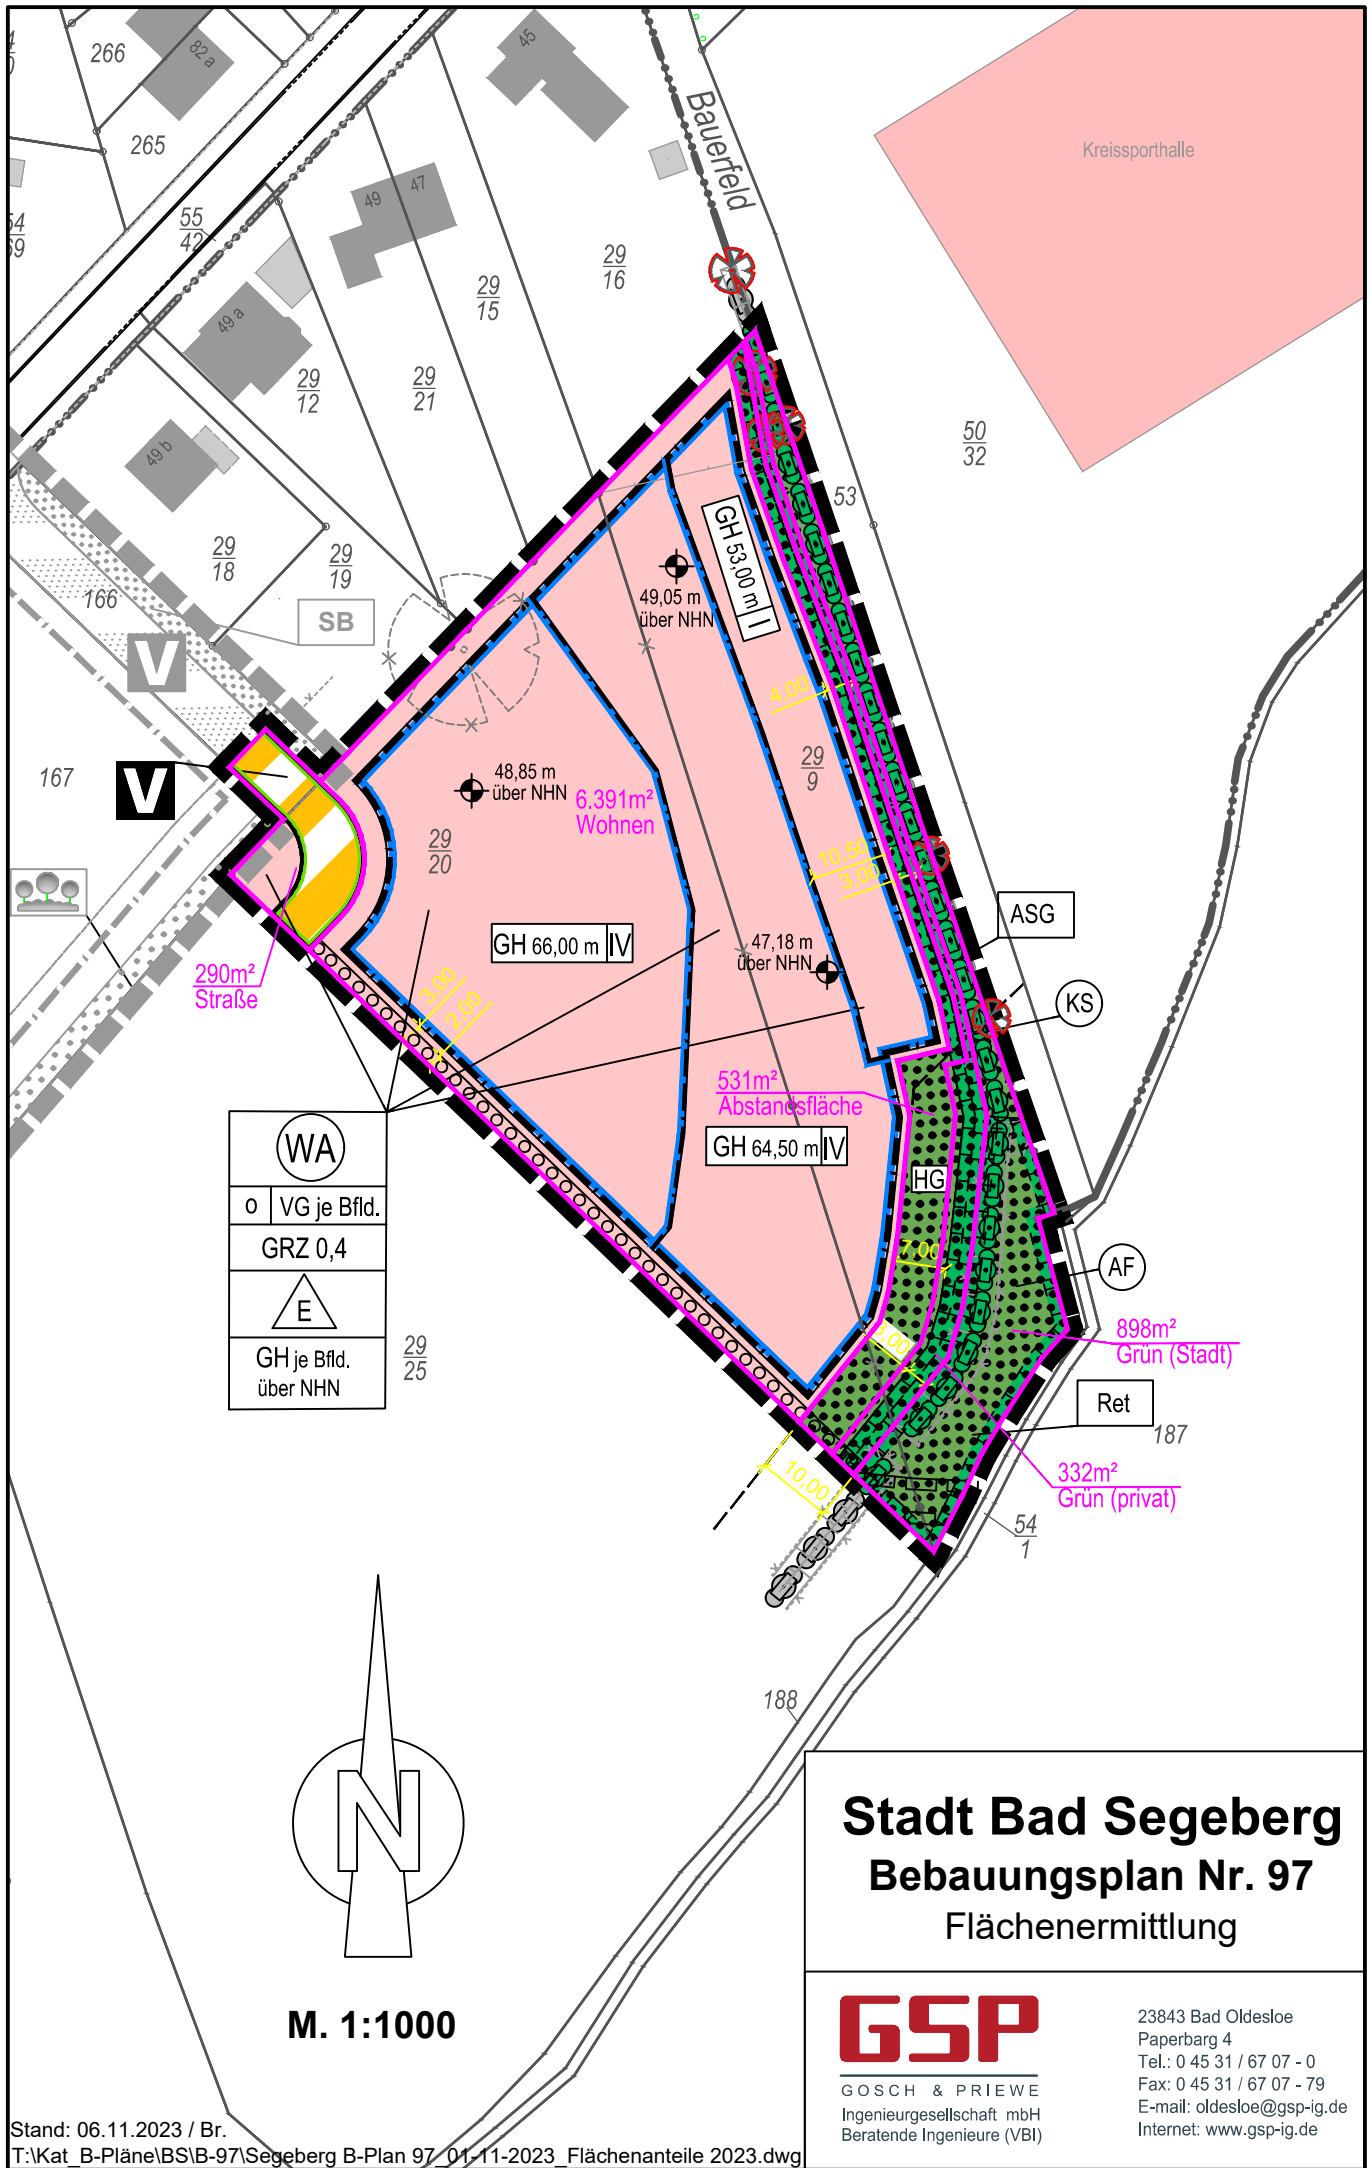 266
82 a
45
265
Bauerfeld
Kreissporthalle
55
42
49
47
29
16
29
15
49 a
29
12
29
21
50
32
49 b
53
29
18
29
19
166
SB
V
GH 53,00 m I
49,05 m
über NHN
4,00
29
9
167
V
48,85 m
über NHN
6.391m²
Wohnen
29
20
10,50
3,00
ASG
GH 66,00 m IV
47,18 m
über NHN
290m²
Straße
3,00
2,00
KS
531m²
Abstandsfläche
GH 64,50 m IV
WA
o VG je Bfld.
GRZ 0,4
E
GH je Bfld.
über NHN
HG
7,00
AF
3,00
898m²
Grün (Stadt)
29
25
Ret
187
332m²
Grün (privat)
10,00
54
1
188
N
M. 1:1000
Stadt Bad Segeberg
Bebauungsplan Nr. 97
Flächenermittlung
GSP
GOSCH & PRIEWE
Ingenieurgesellschaft mbH
Beratende Ingenieure (VBI)
23843 Bad Oldesloe
Paperbarg 4
Tel.: 0 45 31 / 67 07 - 0
Fax: 0 45 31 / 67 07 - 79
E-mail: oldesloe@gsp-ig.de
Internet: www.gsp-ig.de
Stand: 06.11.2023 / Br.
T:\Kat_B-Pläne\BS\B-97\Segeberg B-Plan 97_01-11-2023_Flächenanteile 2023.dwg